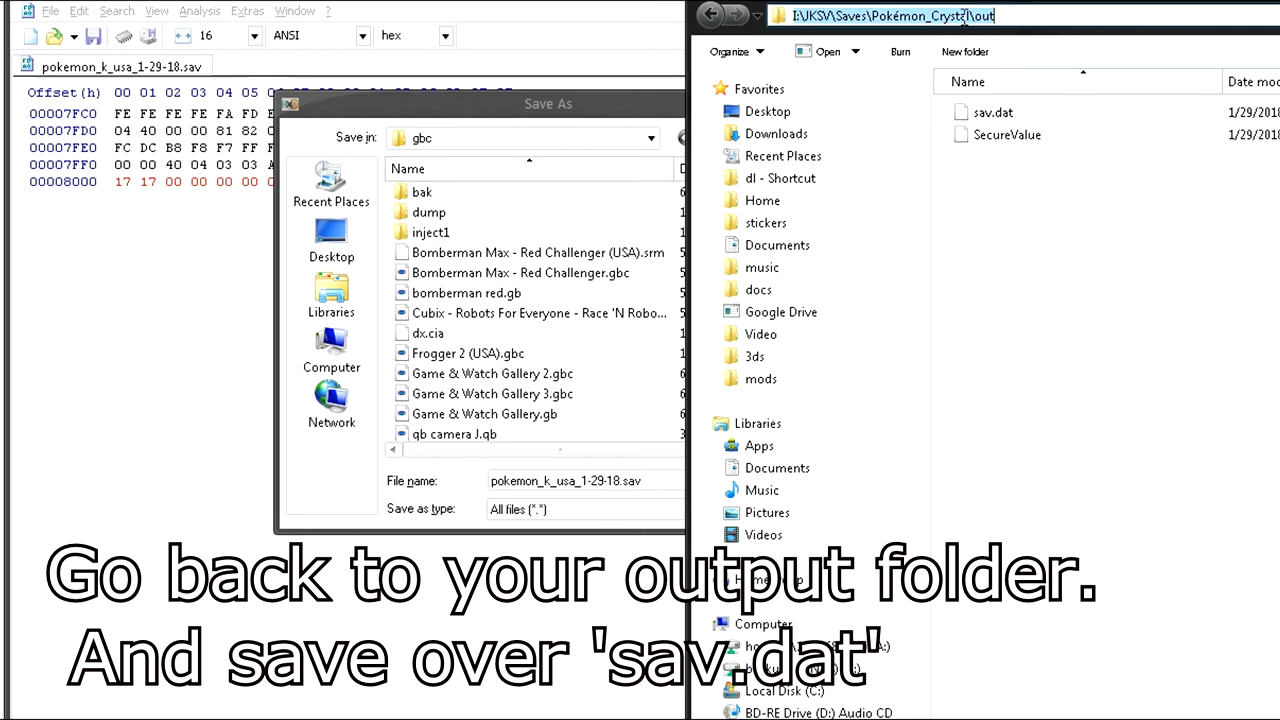 File Edit Search View Analysis Extras Window ?
16 ANSI hex
pokemon_k_usa_1-29-18.sav
Offset(h) 00 01 02 03 04 05
00007FC0 FE FE FE FE FA FD E
00007FD0 04 40 00 00 81 82
00007FE0 FC DC B8 F8 F7 FF
00007FF0 00 00 40 04 03 03
00008000 17 17 00 00 00 00
Save As
Save in: gbc
Recent Places
Desktop
Libraries
Computer
Network
Name
bak
dump
inject1
Bomberman Max - Red Challenger (USA).srm
Bomberman Max - Red Challenger.gbc
bomberman red.gb
Cubix - Robots For Everyone - Race 'N Robo...
dx.cia
Frogger 2 (USA).gbc
Game & Watch Gallery 2.gbc
Game & Watch Gallery 3.gbc
Game & Watch Gallery.gb
gb camera J.gb
File name: pokemon_k_usa_1-29-18.sav
Save as type: All files (*.*)
I:\JKSV\Saves\Pokémon_Crystal\out
Organize Open Burn New folder
Favorites
Desktop
Downloads
Recent Places
dl - Shortcut
Home
stickers
Documents
music
docs
Google Drive
Video
3ds
mods
Libraries
Apps
Documents
Music
Pictures
Videos
Computer
Local Disk (C:)
BD-RE Drive (D:) Audio CD
Name Date mo
sav.dat 1/29/201
SecureValue 1/29/201
Go back to your output folder.
And save over 'sav.dat'